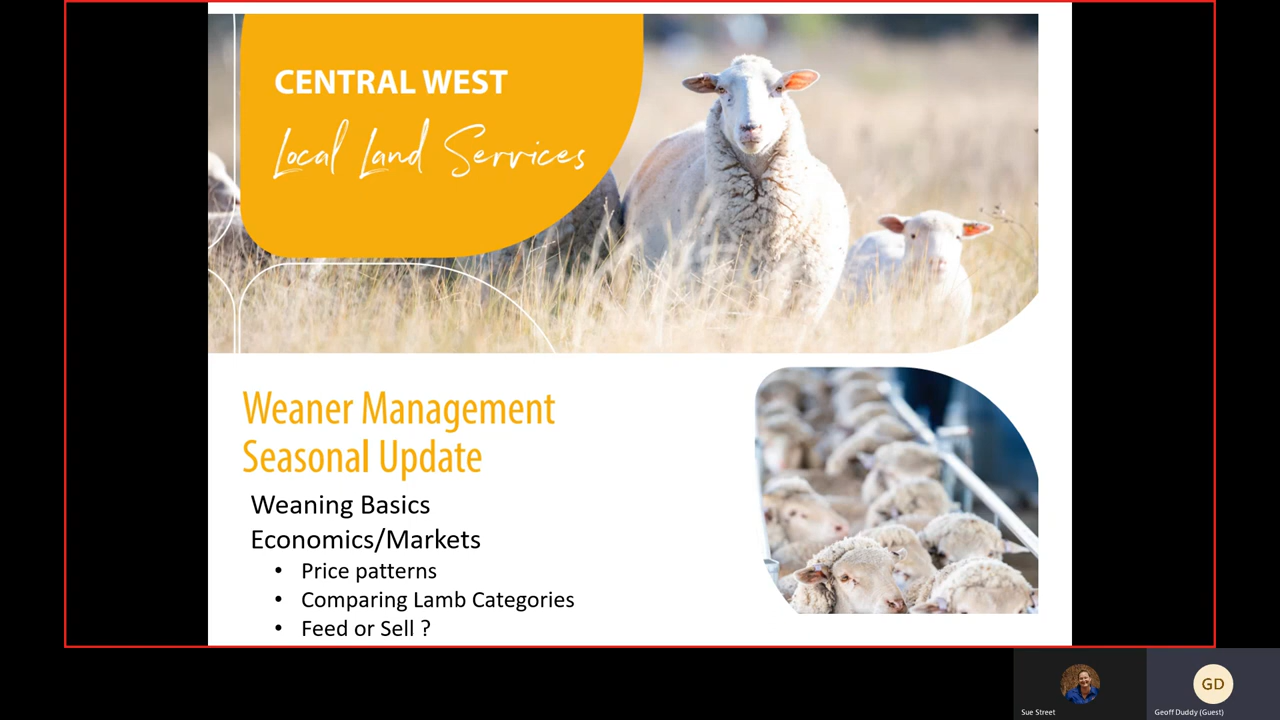 CENTRAL WEST
Local Land Services
Weaner Management
Seasonal Update
Weaning Basics
Economics/Markets
• Price patterns
• Comparing Lamb Categories
• Feed or Sell ?
GD
Sue Street
Geoff Duddy (Guest)